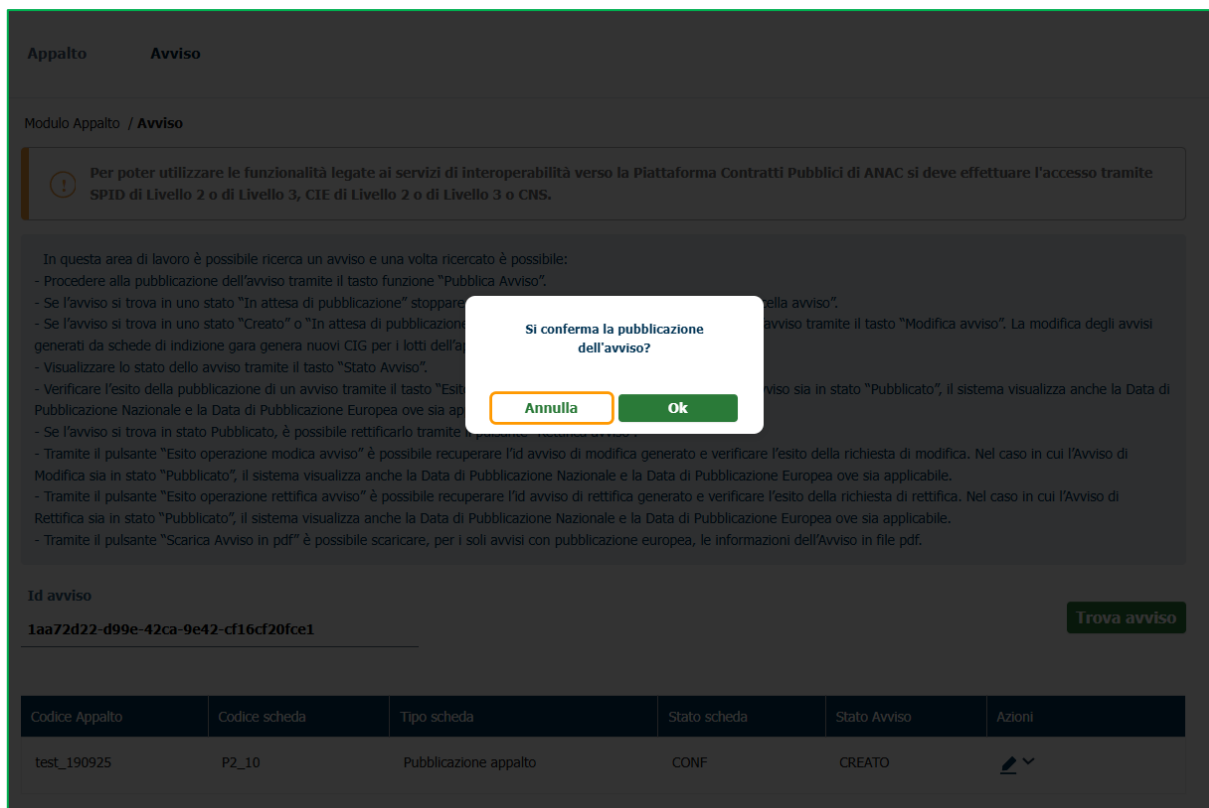 Appalto Avviso
Modulo Appalto / Avviso
Per poter utilizzare le funzionalità legate ai servizi di interoperabilità verso la Piattaforma Contratti Pubblici di ANAC si deve effettuare l'accesso tramite
SPID di Livello 2 o di Livello 3, CIE di Livello 2 o di Livello 3 o CNS.
In questa area di lavoro è possibile ricerca un avviso e una volta ricercato è possibile:
- Procedere alla pubblicazione dell'avviso tramite il tasto funzione "Pubblica Avviso".
- Se l'avviso si trova in uno stato "In attesa di pubblicazione" stoppare cella avviso".
- Se l'avviso si trova in uno stato "Creato" o "In attesa di pubblicazione avviso tramite il tasto "Modifica avviso". La modifica degli avvisi
generati da schede di indizione gara genera nuovi CIG per i lotti dell'ap
- Visualizzare lo stato dello avviso tramite il tasto "Stato Avviso".
- Verificare l'esito della pubblicazione di un avviso tramite il tasto "Esit viso sia in stato "Pubblicato", il sistema visualizza anche la Data di
Pubblicazione Nazionale e la Data di Pubblicazione Europea ove sia ap
- Se l'avviso si trova in stato Pubblicato, è possibile rettificarlo tramite il pulsante "Rettifica avviso".
- Tramite il pulsante "Esito operazione modica avviso" è possibile recuperare l'id avviso di modifica generato e verificare l'esito della richiesta di modifica. Nel caso in cui l'Avviso di
Modifica sia in stato "Pubblicato", il sistema visualizza anche la Data di Pubblicazione Nazionale e la Data di Pubblicazione Europea ove sia applicabile.
- Tramite il pulsante "Esito operazione rettifica avviso" è possibile recuperare l'id avviso di rettifica generato e verificare l'esito della richiesta di rettifica. Nel caso in cui l'Avviso di
Rettifica sia in stato "Pubblicato", il sistema visualizza anche la Data di Pubblicazione Nazionale e la Data di Pubblicazione Europea ove sia applicabile.
- Tramite il pulsante "Scarica Avviso in pdf" è possibile scaricare, per i soli avvisi con pubblicazione europea, le informazioni dell'Avviso in file pdf.
Si conferma la pubblicazione
dell'avviso?
Annulla Ok
Id avviso
1aa72d22-d99e-42ca-9e42-cf16cf20fce1
Trova avviso
Codice Appalto Codice scheda Tipo scheda Stato scheda Stato Avviso Azioni
test_190925 P2_10 Pubblicazione appalto CONF CREATO